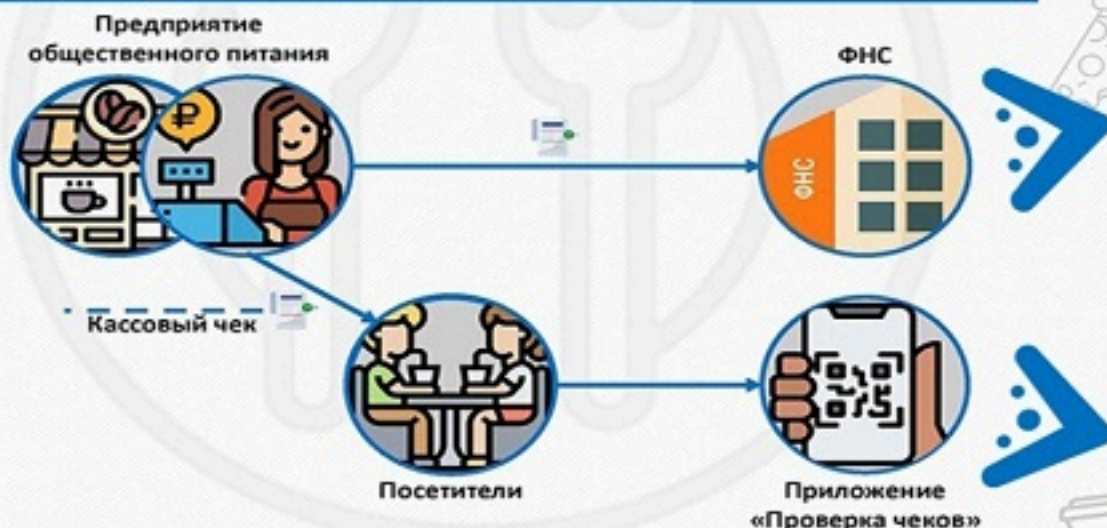 Предприятие
общественного питания
ФНС
₽
ФНС
Кассовый чек
Посетители
Приложение
«Проверка чеков»